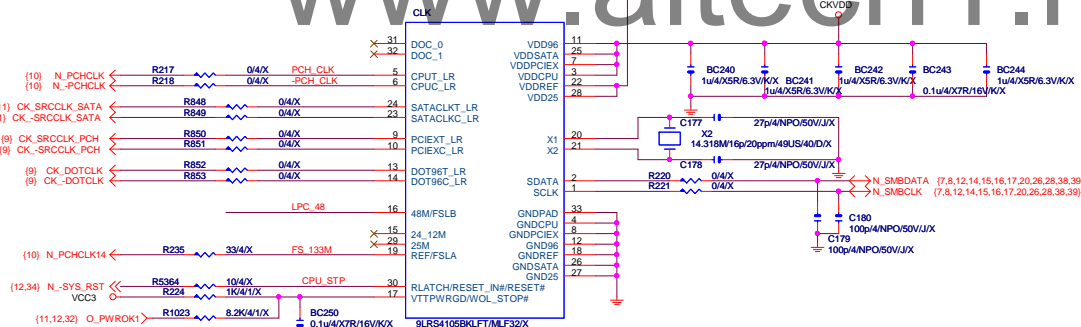 www.aitech1.r
CLK
CKVDD
31 DOC_0
32 DOC_1
{10} N_PCHCLK R217 0/4/X PCH_CLK 5 CPUT_LR
{10} N_-PCHCLK R218 0/4/X -PCH_CLK 6 CPUC_LR
1} CK_SRCCLK_SATA R848 0/4/X 24 SATACLKT_LR
} CK_-SRCCLK_SATA R849 0/4/X 23 SATACLKC_LR
{9} CK_SRCCLK_PCH R850 0/4/X 9 PCIEXT_LR
{9} CK_-SRCCLK_PCH R851 0/4/X 10 PCIEXC_LR
{9} CK_DOTCLK R852 0/4/X 13 DOT96T_LR
{9} CK_-DOTCLK R853 0/4/X 14 DOT96C_LR
LPC_48 16 48M/FSLB
15 24_12M
29 25M
{10} N_PCHCLK14 R235 33/4/X FS_133M 19 REF/FSLA
{12,34} N_-SYS_RST R5364 10/4/X CPU_STP 30 RLATCH/RESET_IN#/RESET#
VCC3 R224 1K/4/1/X 17 VTTPWRGD/WOL_STOP#
{11,12,32} O_PWROK1 R1023 8.2K/4/1/X
BC250
0.1u/4/X7R/16V/K/X
VDD96 11
VDDSATA 25
VDDPCIEX 7
VDDCPU 3
VDDREF 22
VDD25 28
X1 20
X2 21
SDATA 2 R220 0/4/X N_SMBDATA {7,8,12,14,15,16,17,20,26,28,38,39
SCLK 1 R221 0/4/X N_SMBCLK {7,8,12,14,15,16,17,20,26,28,38,39}
GNDPAD 33
GNDCPU 4
GNDPCIEX 8
GND96 12
GNDREF 18
GNDSATA 26
GND25 27
9LRS4105BKLFT/MLF32/X
BC240
1u/4/X5R/6.3V/K/X
BC241
1u/4/X5R/6.3V/K/X
BC242
1u/4/X5R/6.3V/K/X
BC243
0.1u/4/X7R/16V/K/X
BC244
1u/4/X5R/6.3V/K/X
C177 27p/4/NPO/50V/J/X
X2
14.318M/16p/20ppm/49US/40/D/X
C178 27p/4/NPO/50V/J/X
C180
100p/4/NPO/50V/J/X
C179
100p/4/NPO/50V/J/X